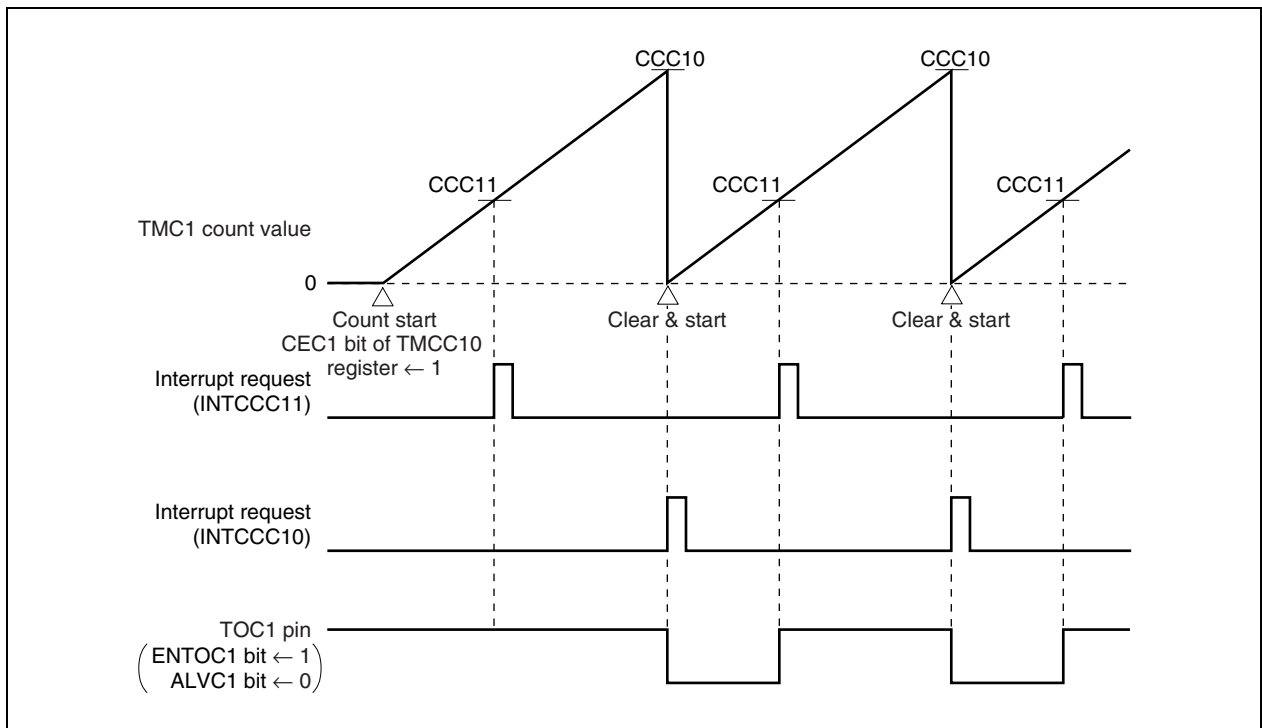 CCC10
CCC10
CCC11
CCC11
CCC11
TMC1 count value
0
Count start
CEC1 bit of TMCC10
register ← 1
Clear & start
Clear & start
Interrupt request
(INTCCC11)
Interrupt request
(INTCCC10)
TOC1 pin
(ENTOC1 bit ← 1
ALVC1 bit ← 0)